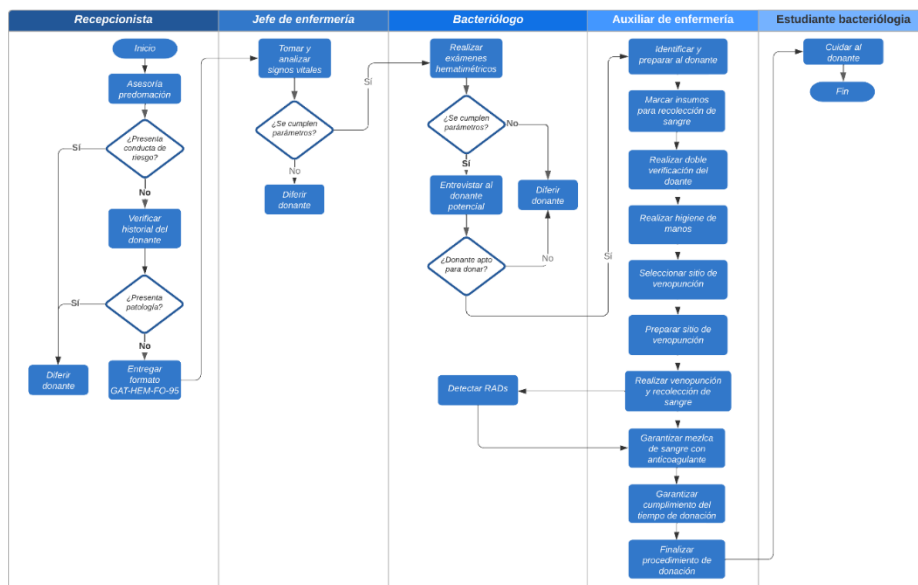 Recepcionista
Jefe de enfermería
Bacteriólogo
Auxiliar de enfermería
Estudiante bacteriólogia
Inicio
Asesoría
predornación
¿Presenta
conducta de
riesgo?
Sí
No
Verificar
historial del
donante
¿Presenta
patología?
Sí
No
Diferir
donante
Entregar
formato
GAT-HEM-FO-95
Tomar y
analizar
signos vitales
¿Se cumplen
parámetros?
Sí
No
Diferir
donante
Realizar
exámenes
hematimétricos
¿Se cumplen
parámetros?
No
Sí
Entrevistar al
donante
potencial
Diferir
donante
¿Donante apto
para donar?
No
Sí
Detectar RADs
Identificar y
preparar al donante
Marcar insumos
para recolección de
sangre
Realizar doble
verificación del
doante
Realizar higiene de
manos
Seleccionar sitio de
venopunción
Preparar sitio de
venopunción
Realizar venopunción
y recolección de
sangre
Garantizar mezlca
de sangre con
anticoagulante
Garantizar
cumplimiento del
tiempo de donación
Finalizar
procedimiento de
donación
Cuidar al
donante
Fin